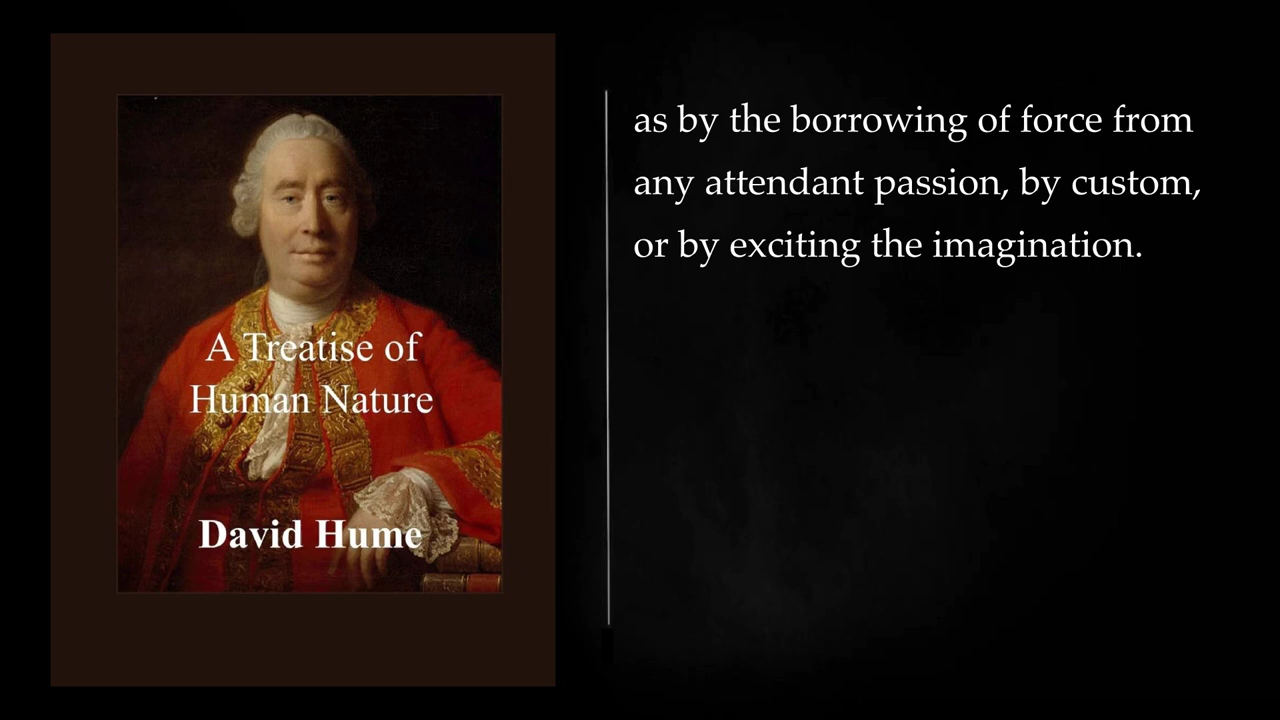 A Treatise of
Human Nature
David Hume
as by the borrowing of force from
any attendant passion, by custom,
or by exciting the imagination.